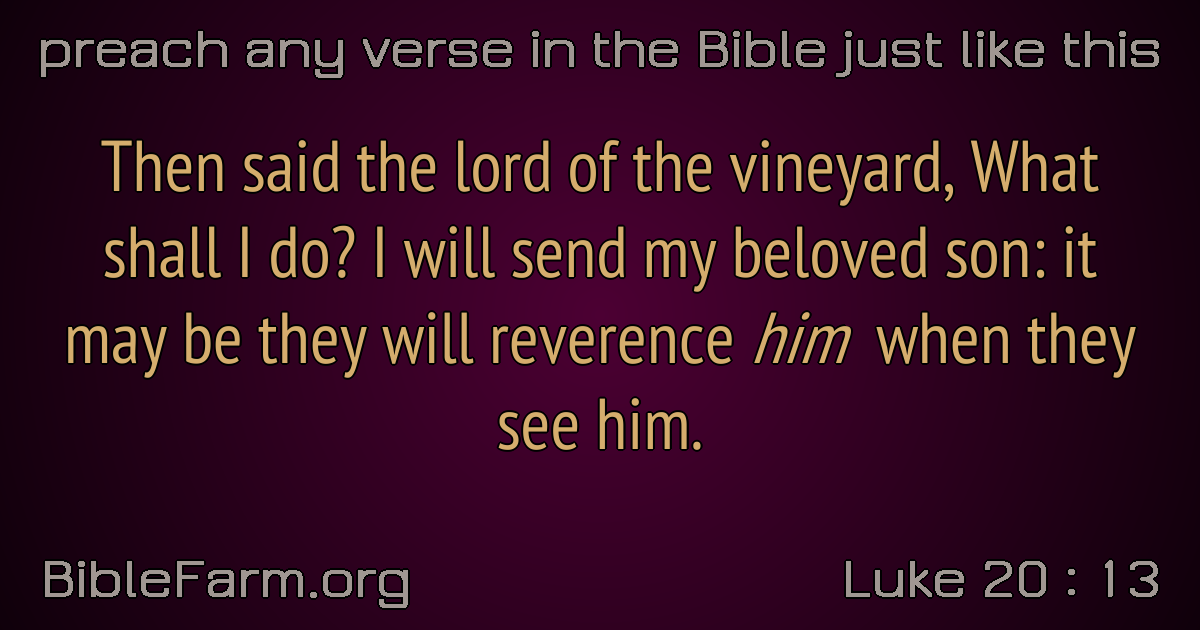 preach any verse in the Bible just like this
Then said the lord of the vineyard, What
shall I do? I will send my beloved son: it
may be they will reverence him when they
see him.
BibleFarm.org
Luke 20 : 13